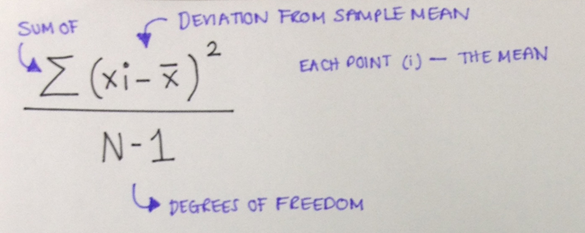 SUM OF
DEVIATION FROM SAMPLE MEAN
Σ (xi - x̄)²
EACH POINT (i) — THE MEAN
N - 1
DEGREES OF FREEDOM